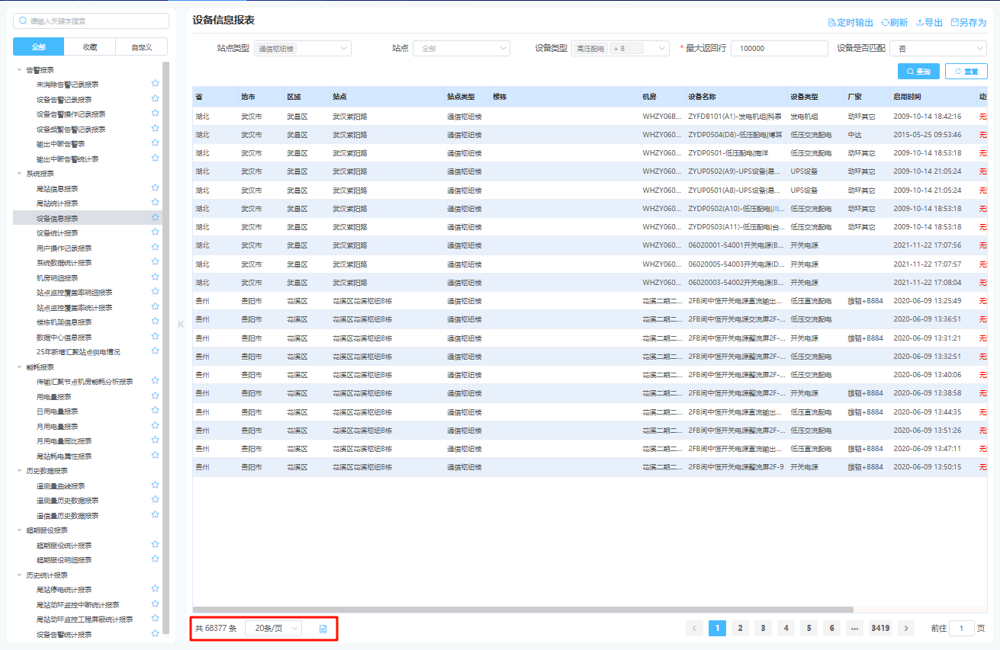 请输入关键字搜索
全部 收藏 自定义
告警报表
未消除告警记录报表
设备告警记录报表
设备告警操作记录报表
设备频繁告警记录报表
输出中断告警表
输出中断告警统计表
系统报表
局站信息报表
局站统计报表
设备信息报表
设备统计报表
用户操作记录报表
系统数据统计报表
机房明细报表
站点监控覆盖率明细报表
站点监控覆盖率统计报表
楼栋机架信息报表
数据中心信息报表
25年新增汇聚站点供电情况
能耗报表
传输汇聚节点机房能耗分析报表
用电量报表
日用电量报表
月用电量报表
月用电量同比报表
局站耗电属性报表
历史数据报表
遥测量曲线报表
遥测量历史数据报表
遥信量历史数据报表
超期服役报表
超期服役统计报表
超期服役明细报表
历史统计报表
局站停电统计报表
局站动环监控中断统计报表
局站动环监控工程屏蔽统计报表
设备告警统计报表
设备信息报表
定时输出 刷新 导出 另存为
站点类型 通信枢纽楼 站点 全部 设备类型 高压配电 + 8 * 最大返回行 100000 设备是否匹配 否
查询 重置
省 地市 区域 站点 站点类型 楼栋 机房 设备名称 设备类型 厂家 启用时间 动
湖北 武汉市 武昌区 武汉紫阳路 通信枢纽楼 WHZY06B... ZYFDB101(A1)-发电机组|科泰 发电机组 动环其它 2009-10-14 18:42:16 无
湖北 武汉市 武昌区 武汉紫阳路 通信枢纽楼 WHZY060... ZYDP0504(D8)-低压配电|博耳 低压交流配电 中达 2015-05-25 09:53:46 无
湖北 武汉市 武昌区 武汉紫阳路 通信枢纽楼 WHZY060... ZYDP0501-低压配电|南洋 低压交流配电 动环其它 2009-10-14 18:53:18 无
湖北 武汉市 武昌区 武汉紫阳路 通信枢纽楼 WHZY060... ZYUP0502(A9)-UPS设备|易... UPS设备 动环其它 2009-10-14 21:05:24 无
湖北 武汉市 武昌区 武汉紫阳路 通信枢纽楼 WHZY060... ZYUP0501(A8)-UPS设备|易... UPS设备 动环其它 2009-10-14 21:05:24 无
湖北 武汉市 武昌区 武汉紫阳路 通信枢纽楼 WHZY060... ZYDP0502(A10)-低压配电|川... 低压交流配电 动环其它 2009-10-14 18:53:18 无
湖北 武汉市 武昌区 武汉紫阳路 通信枢纽楼 WHZY060... ZYDP0503(A11)-低压配电|台... 低压交流配电 动环其它 2009-10-14 18:53:18 无
湖北 武汉市 武昌区 武汉紫阳路 通信枢纽楼 WHZY060... 06020001-54001开关电源(B... 开关电源 2021-11-22 17:07:56 无
湖北 武汉市 武昌区 武汉紫阳路 通信枢纽楼 WHZY060... 06020005-54003开关电源(D... 开关电源 2021-11-22 17:07:57 无
湖北 武汉市 武昌区 武汉紫阳路 通信枢纽楼 WHZY060... 06020003-54002开关电源(B... 开关电源 2021-11-22 17:08:04 无
贵州 贵阳市 花溪区 花溪区花溪枢纽B栋 通信枢纽楼 花溪二期二... 2FB间中恒开关电源直流输出... 低压直流配电 雄韬+B884 2020-06-09 13:25:49 无
贵州 贵阳市 花溪区 花溪区花溪枢纽B栋 通信枢纽楼 花溪二期二... 2FB间中恒开关电源交流屏2F-... 低压交流配电 2020-06-09 13:36:51 无
贵州 贵阳市 花溪区 花溪区花溪枢纽B栋 通信枢纽楼 花溪二期二... 2FB间中恒开关电源整流屏2F-... 开关电源 雄韬+B884 2020-06-09 13:31:21 无
贵州 贵阳市 花溪区 花溪区花溪枢纽B栋 通信枢纽楼 花溪二期二... 2FB间中恒开关电源整流屏2F-... 低压交流配电 2020-06-09 13:32:51 无
贵州 贵阳市 花溪区 花溪区花溪枢纽B栋 通信枢纽楼 花溪二期二... 2FB间中恒开关电源整流屏2F-... 低压交流配电 2020-06-09 13:40:06 无
贵州 贵阳市 花溪区 花溪区花溪枢纽B栋 通信枢纽楼 花溪二期二... 2FB间中恒开关电源整流屏2F-... 开关电源 雄韬+B884 2020-06-09 13:38:58 无
贵州 贵阳市 花溪区 花溪区花溪枢纽B栋 通信枢纽楼 花溪二期二... 2FB间中恒开关电源直流输出... 低压直流配电 雄韬+B884 2020-06-09 13:44:35 无
贵州 贵阳市 花溪区 花溪区花溪枢纽B栋 通信枢纽楼 花溪二期二... 2FB间中恒开关电源整流屏2F-... 低压交流配电 2020-06-09 13:51:26 无
贵州 贵阳市 花溪区 花溪区花溪枢纽B栋 通信枢纽楼 花溪二期二... 2FB间中恒开关电源直流输出... 低压直流配电 雄韬+B884 2020-06-09 13:47:11 无
贵州 贵阳市 花溪区 花溪区花溪枢纽B栋 通信枢纽楼 花溪二期二... 2FB间中恒开关电源整流屏2F-9 开关电源 雄韬+B884 2020-06-09 13:50:15 无
共 68377 条 20条/页 1 2 3 4 5 6 ... 3419 前往 1 页